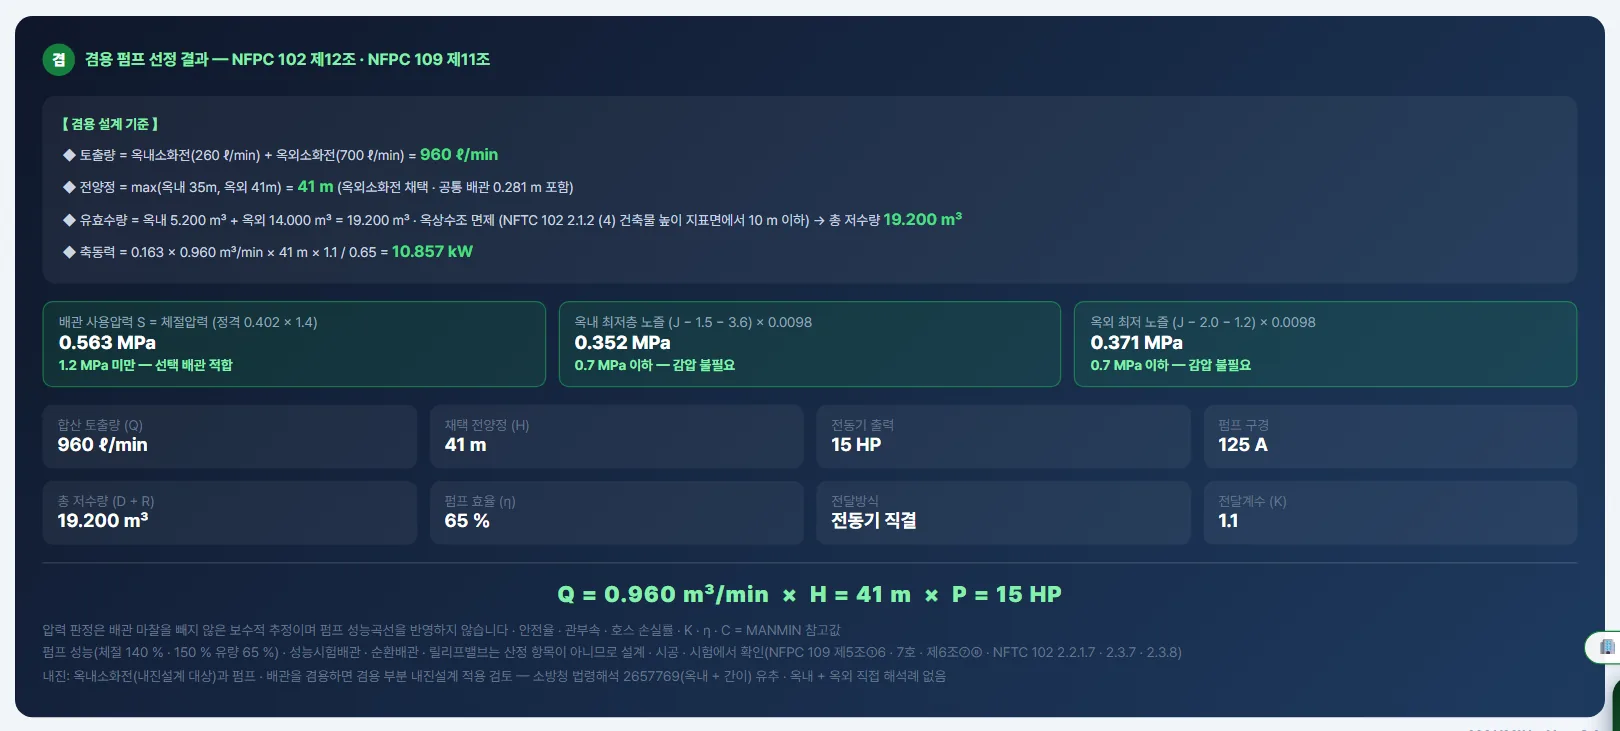 겸 겸용 펌프 선정 결과 — NFPC 102 제12조 · NFPC 109 제11조
【 겸용 설계 기준 】
◆ 토출량 = 옥내소화전(260 ℓ/min) + 옥외소화전(700 ℓ/min) = 960 ℓ/min
◆ 전양정 = max(옥내 35m, 옥외 41m) = 41 m (옥외소화전 채택 · 공통 배관 0.281 m 포함)
◆ 유효수량 = 옥내 5.200 m³ + 옥외 14.000 m³ = 19.200 m³ · 옥상수조 면제 (NFTC 102 2.1.2 (4) 건축물 높이 지표면에서 10 m 이하) → 총 저수량 19.200 m³
◆ 축동력 = 0.163 × 0.960 m³/min × 41 m × 1.1 / 0.65 = 10.857 kW
배관 사용압력 S = 체절압력 (정격 0.402 × 1.4)
0.563 MPa
1.2 MPa 미만 — 선택 배관 적합
옥내 최저층 노즐 (J − 1.5 − 3.6) × 0.0098
0.352 MPa
0.7 MPa 이하 — 감압 불필요
옥외 최저 노즐 (J − 2.0 − 1.2) × 0.0098
0.371 MPa
0.7 MPa 이하 — 감압 불필요
합산 토출량 (Q)
960 ℓ/min
채택 전양정 (H)
41 m
전동기 출력
15 HP
펌프 구경
125 A
총 저수량 (D + R)
19.200 m³
펌프 효율 (η)
65 %
전달방식
전동기 직결
전달계수 (K)
1.1
Q = 0.960 m³/min × H = 41 m × P = 15 HP
압력 판정은 배관 마찰을 빼지 않은 보수적 추정이며 펌프 성능곡선을 반영하지 않습니다 · 안전율 · 관부속 · 호스 손실률 · K · η · C = MANMIN 참고값
펌프 성능(체절 140 % · 150 % 유량 65 %) · 성능시험배관 · 순환배관 · 릴리프밸브는 산정 항목이 아니므로 설계 · 시공 · 시험에서 확인(NFPC 109 제5조①6 · 7호 · 제6조⑦⑧ · NFTC 102 2.2.1.7 · 2.3.7 · 2.3.8)
내진: 옥내소화전(내진설계 대상)과 펌프 · 배관을 겸용하면 겸용 부분 내진설계 적용 검토 — 소방청 법령해석 2657769(옥내 + 간이) 유추 · 옥내 + 옥외 직접 해석례 없음